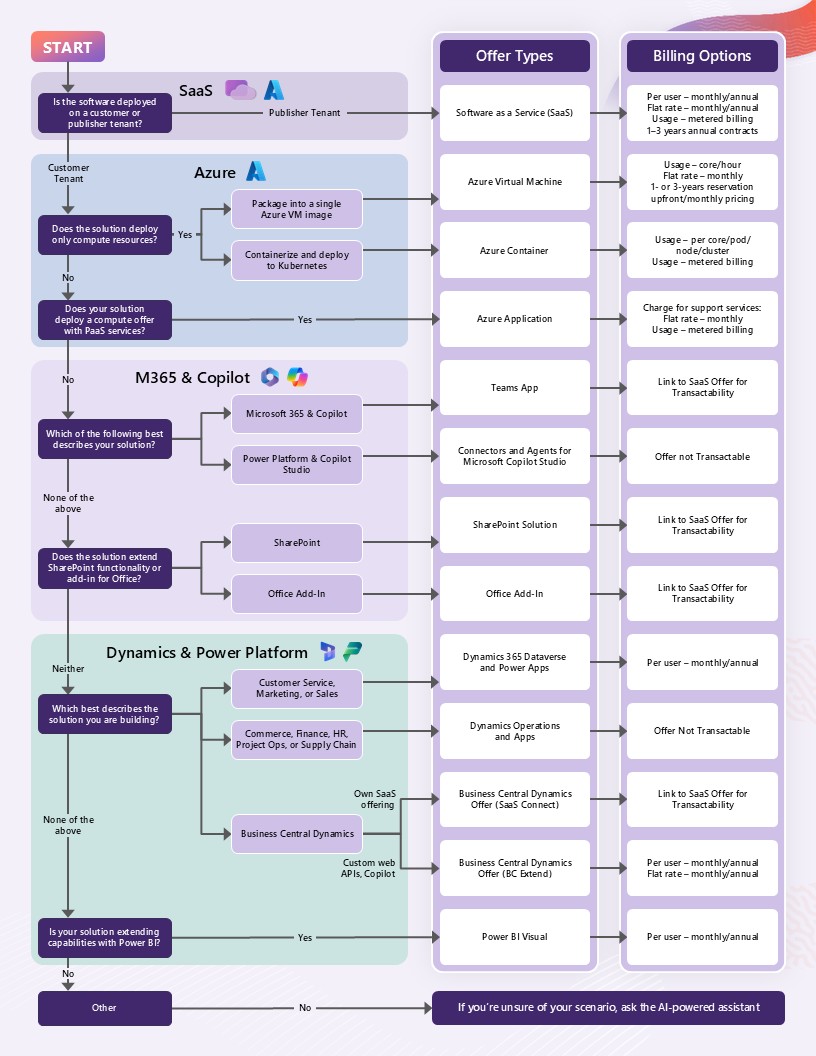 START
Offer Types
Billing Options
SaaS
Is the software deployed
on a customer or
publisher tenant?
Publisher Tenant
Software as a Service (SaaS)
Per user – monthly/annual
Flat rate – monthly/annual
Usage – metered billing
1–3 years annual contracts
Customer
Tenant
Azure
Does the solution deploy
only compute resources?
Yes
Package into a single
Azure VM image
Azure Virtual Machine
Usage – core/hour
Flat rate – monthly
1- or 3-years reservation
upfront/monthly pricing
Containerize and deploy
to Kubernetes
Azure Container
Usage – per core/pod/
node/cluster
Usage – metered billing
No
Does your solution
deploy a compute offer
with PaaS services?
Yes
Azure Application
Charge for support services:
Flat rate – monthly
Usage – metered billing
No
M365 & Copilot
Which of the following best
describes your solution?
Microsoft 365 & Copilot
Teams App
Link to SaaS Offer for
Transactability
Power Platform & Copilot
Studio
Connectors and Agents for
Microsoft Copilot Studio
Offer not Transactable
None of the
above
Does the solution extend
SharePoint functionality or
add-in for Office?
SharePoint
SharePoint Solution
Link to SaaS Offer for
Transactability
Office Add-In
Office Add-In
Link to SaaS Offer for
Transactability
Neither
Dynamics & Power Platform
Which best describes the
solution you are building?
Customer Service,
Marketing, or Sales
Dynamics 365 Dataverse
and Power Apps
Per user – monthly/annual
Commerce, Finance, HR,
Project Ops, or Supply Chain
Dynamics Operations
and Apps
Offer Not Transactable
None of the
above
Business Central Dynamics
Own SaaS
offering
Business Central Dynamics
Offer (SaaS Connect)
Link to SaaS Offer for
Transactability
Custom web
APIs, Copilot
Business Central Dynamics
Offer (BC Extend)
Per user – monthly/annual
Flat rate – monthly/annual
Is your solution extending
capabilities with Power BI?
Yes
Power BI Visual
Per user – monthly/annual
No
Other
No
If you're unsure of your scenario, ask the AI-powered assistant